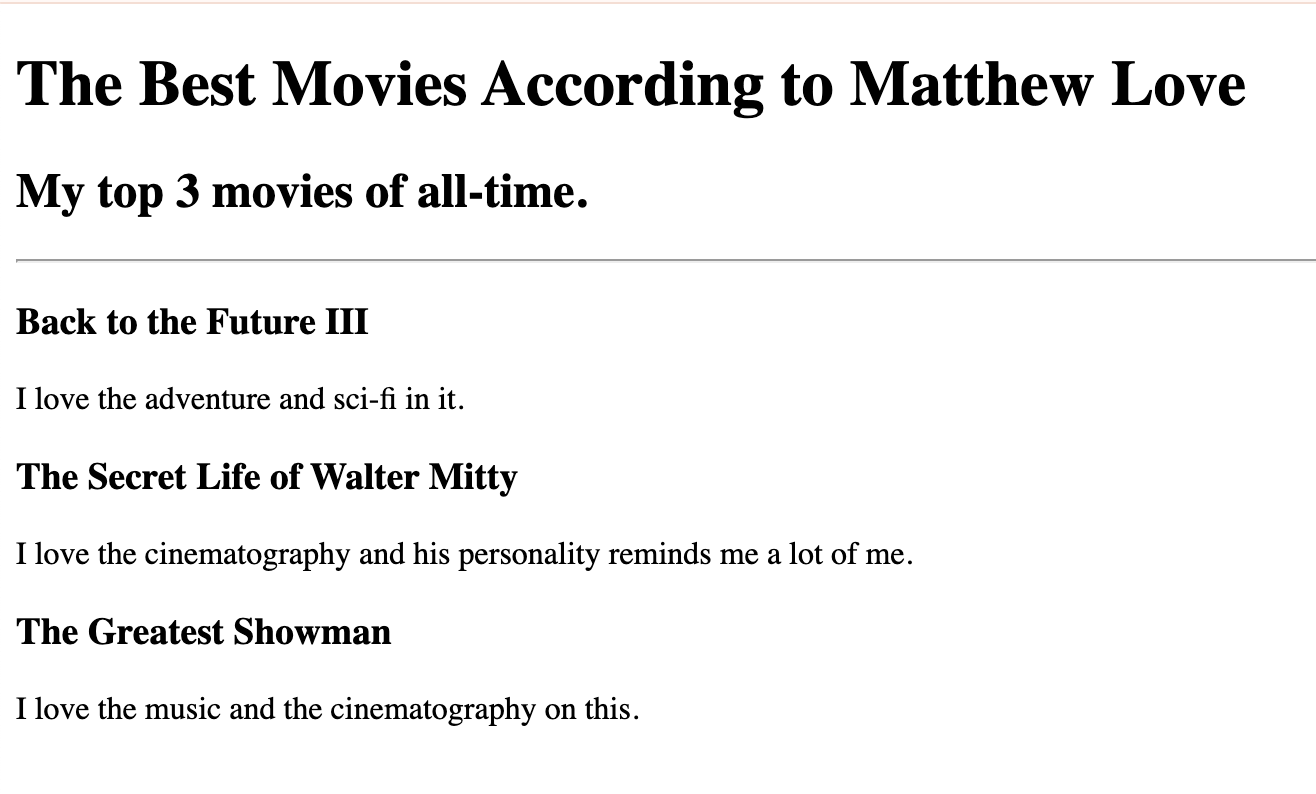 The Best Movies According to Matthew Love
My top 3 movies of all-time.
Back to the Future III
I love the adventure and sci-fi in it.
The Secret Life of Walter Mitty
I love the cinematography and his personality reminds me a lot of me.
The Greatest Showman
I love the music and the cinematography on this.